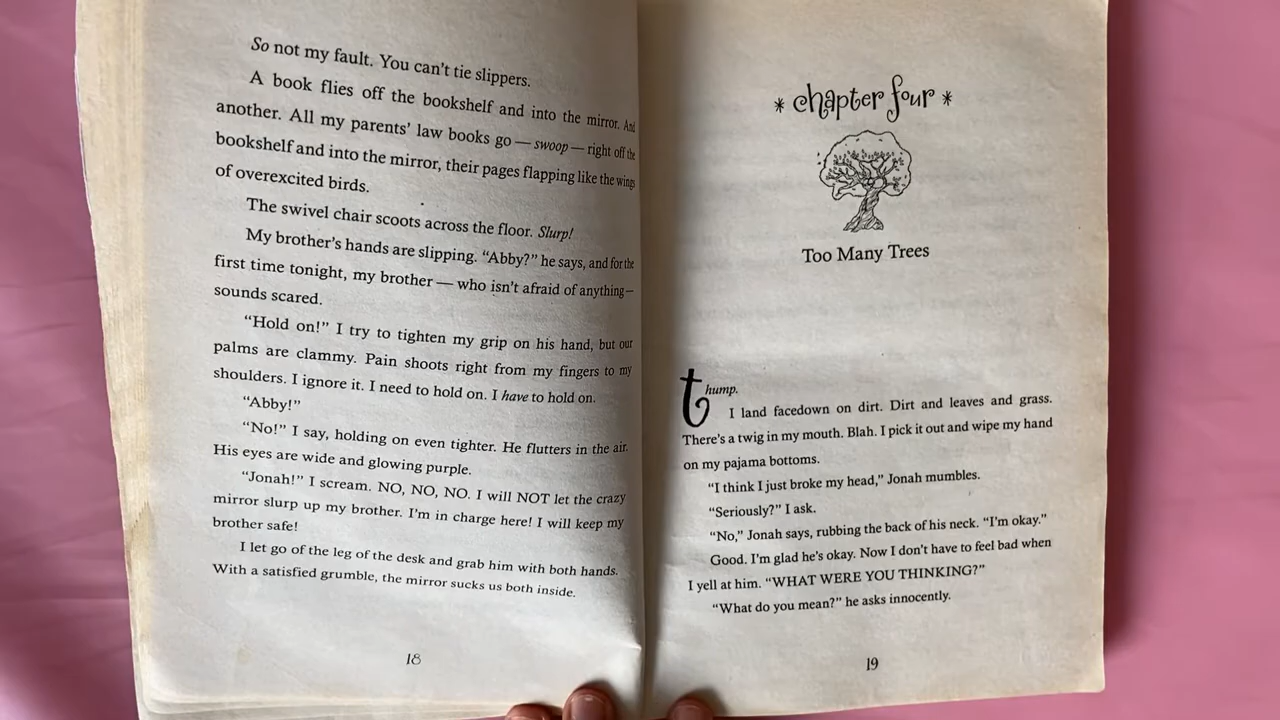 So not my fault. You can't tie slippers.
A book flies off the bookshelf and into the mirror. And
another. All my parents' law books go — swoop — right off the
bookshelf and into the mirror, their pages flapping like the wings
of overexcited birds.
The swivel chair scoots across the floor. Slurp!
My brother's hands are slipping. “Abby?” he says, and for the
first time tonight, my brother — who isn't afraid of anything—
sounds scared.
“Hold on!” I try to tighten my grip on his hand, but our
palms are clammy. Pain shoots right from my fingers to my
shoulders. I ignore it. I need to hold on. I have to hold on.
“Abby!”
“No!” I say, holding on even tighter. He flutters in the air.
His eyes are wide and glowing purple.
“Jonah!” I scream. NO, NO, NO. I will NOT let the crazy
mirror slurp up my brother. I'm in charge here! I will keep my
brother safe!
I let go of the leg of the desk and grab him with both hands.
With a satisfied grumble, the mirror sucks us both inside.
18
* chapter four *
Too Many Trees
thump.
I land facedown on dirt. Dirt and leaves and grass.
There's a twig in my mouth. Blah. I pick it out and wipe my hand
on my pajama bottoms.
“I think I just broke my head,” Jonah mumbles.
“Seriously?” I ask.
“No,” Jonah says, rubbing the back of his neck. “I'm okay.”
Good. I'm glad he's okay. Now I don't have to feel bad when
I yell at him. “WHAT WERE YOU THINKING?”
“What do you mean?” he asks innocently.
19